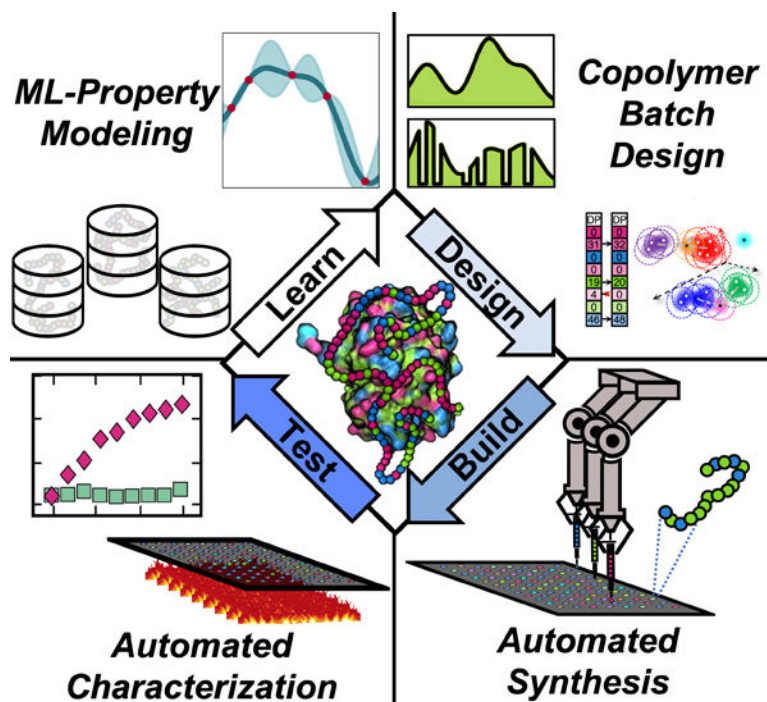 ML-Property
Modeling
Copolymer
Batch
Design
Learn
Design
DP DP
0 0
31 32
0 0
0 0
19 20
4 0
0 0
46 48
Test
Build
Automated
Characterization
Automated
Synthesis